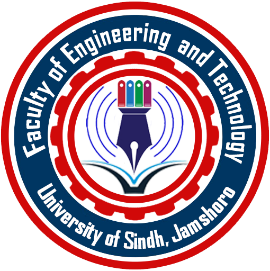 Faculty of Engineering and Technology
University of Sindh, Jamshoro